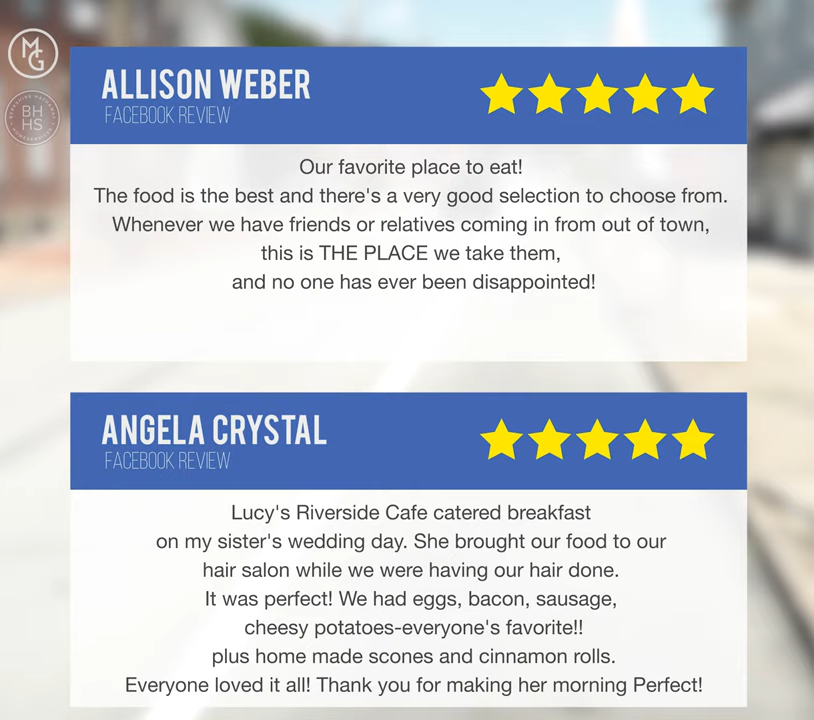 MG
BH
HS
ALLISON WEBER
FACEBOOK REVIEW
Our favorite place to eat!
The food is the best and there's a very good selection to choose from.
Whenever we have friends or relatives coming in from out of town,
this is THE PLACE we take them,
and no one has ever been disappointed!
ANGELA CRYSTAL
FACEBOOK REVIEW
Lucy's Riverside Cafe catered breakfast
on my sister's wedding day. She brought our food to our
hair salon while we were having our hair done.
It was perfect! We had eggs, bacon, sausage,
cheesy potatoes-everyone's favorite!!
plus home made scones and cinnamon rolls.
Everyone loved it all! Thank you for making her morning Perfect!